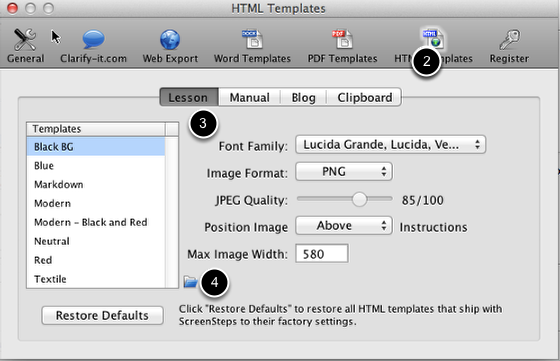 HTML Templates
General Clarify-it.com Web Export Word Templates PDF Templates HTM 2 mplates Register
Lesson Manual Blog Clipboard
3
Templates
Black BG
Blue
Markdown
Modern
Modern - Black and Red
Neutral
Red
Textile
Font Family: Lucida Grande, Lucida, Ve...
Image Format: PNG
JPEG Quality: 85/100
Position Image Above Instructions
Max Image Width: 580
4
Restore Defaults
Click "Restore Defaults" to restore all HTML templates that ship with
ScreenSteps to their factory settings.